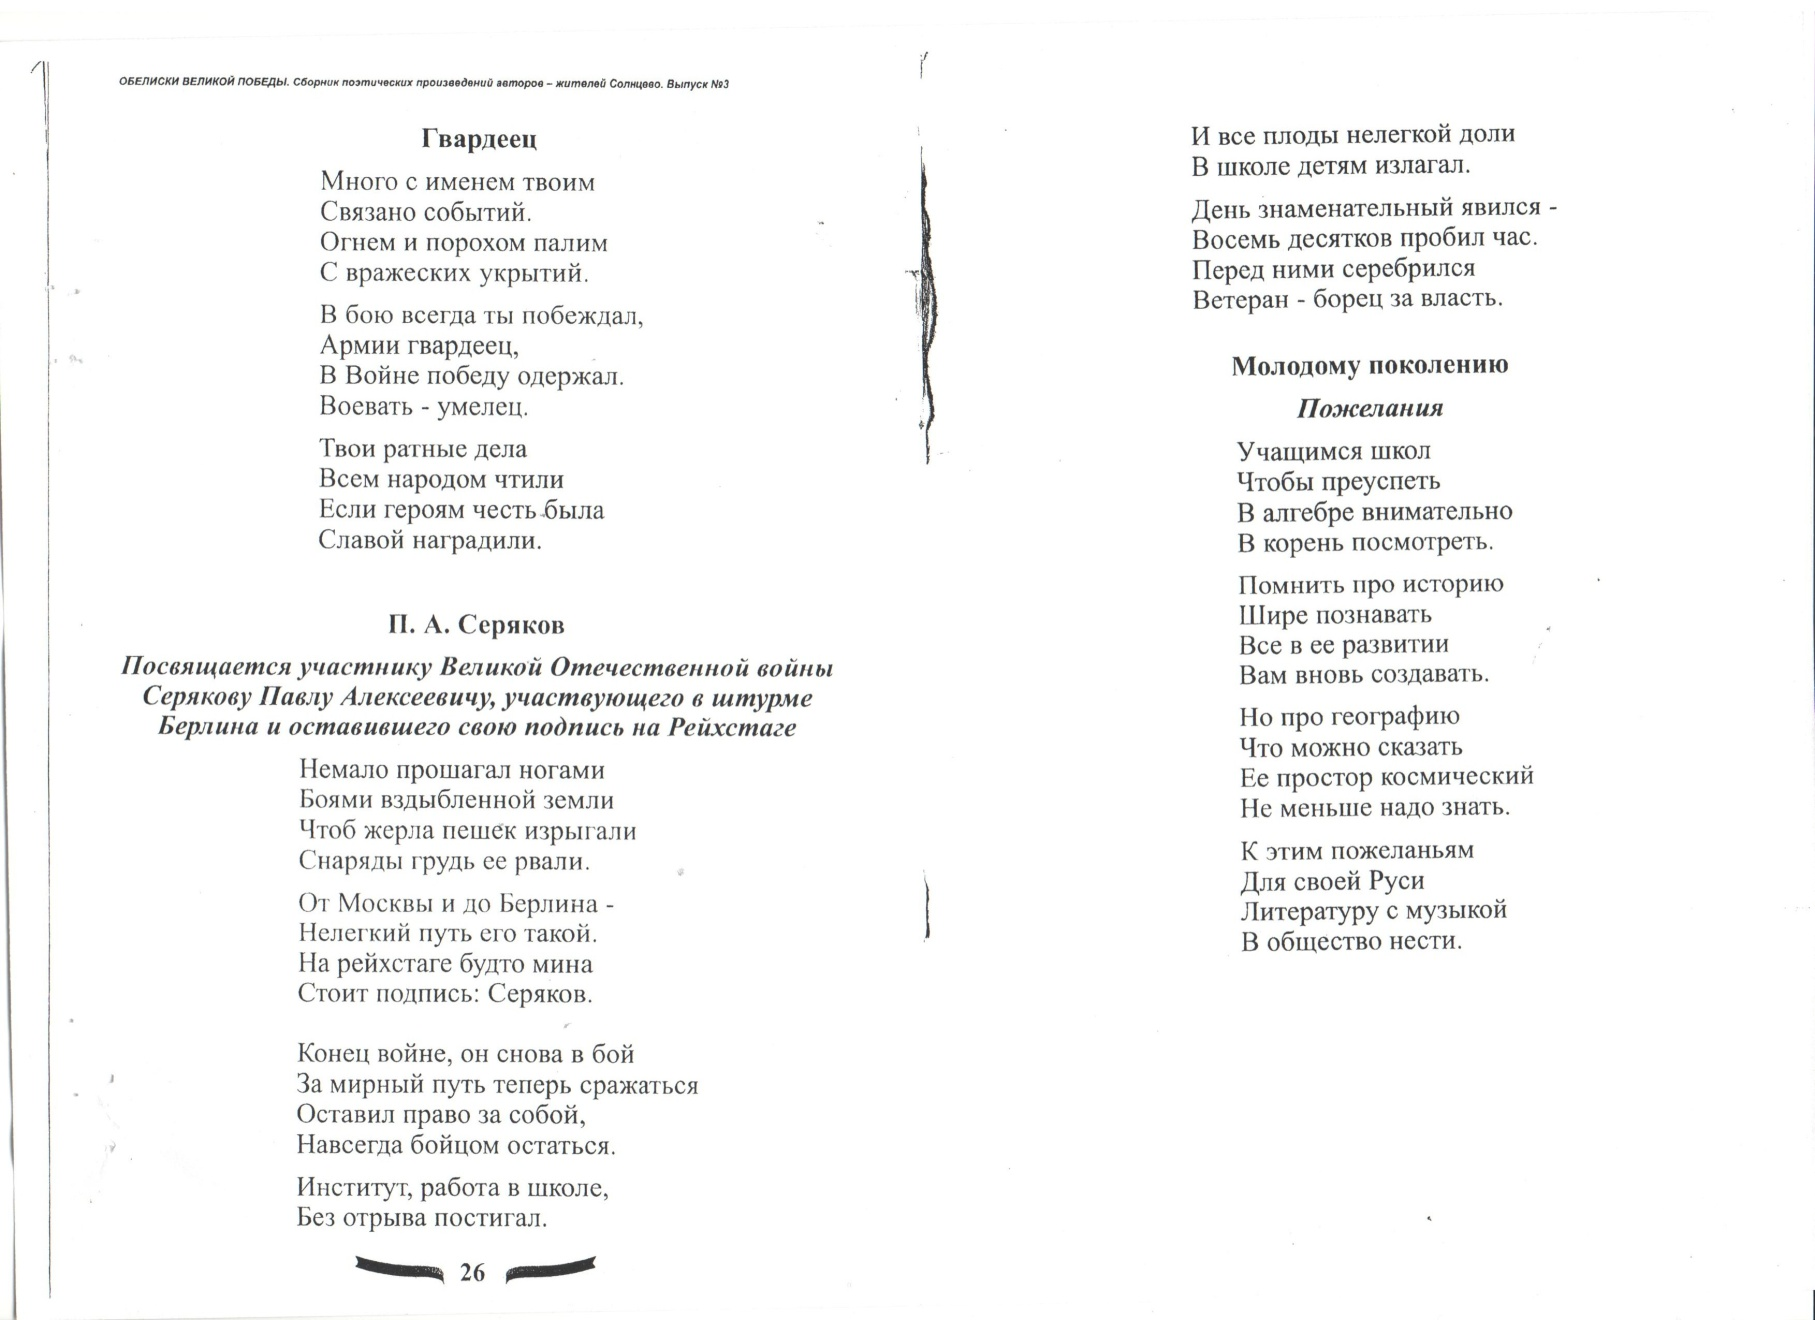 ОБЕЛИСКИ ВЕЛИКОЙ ПОБЕДЫ. Сборник поэтических произведений авторов – жителей Солнцево. Выпуск №3
Гвардеец
Много с именем твоим
Связано событий.
Огнем и порохом палим
С вражеских укрытий.
В бою всегда ты побеждал,
Армии гвардеец,
В Войне победу одержал.
Воевать - умелец.
Твои ратные дела
Всем народом чтили
Если героям честь была
Славой наградили.
П. А. Серяков
Посвящается участнику Великой Отечественной войны
Серякову Павлу Алексеевичу, участвующего в штурме
Берлина и оставившего свою подпись на Рейхстаге
Немало прошагал ногами
Боями вздыбленной земли
Чтоб жерла пешек изрыгали
Снаряды грудь ее рвали.
От Москвы и до Берлина -
Нелегкий путь его такой.
На рейхстаге будто мина
Стоит подпись: Серяков.
Конец войне, он снова в бой
За мирный путь теперь сражаться
Оставил право за собой,
Навсегда бойцом остаться.
Институт, работа в школе,
Без отрыва постигал.
26
И все плоды нелегкой доли
В школе детям излагал.
День знаменательный явился -
Восемь десятков пробил час.
Перед ними серебрился
Ветеран - борец за власть.
Молодому поколению
Пожелания
Учащимся школ
Чтобы преуспеть
В алгебре внимательно
В корень посмотреть.
Помнить про историю
Шире познавать
Все в ее развитии
Вам вновь создавать.
Но про географию
Что можно сказать
Ее простор космический
Не меньше надо знать.
К этим пожеланьям
Для своей Руси
Литературу с музыкой
В общество нести.